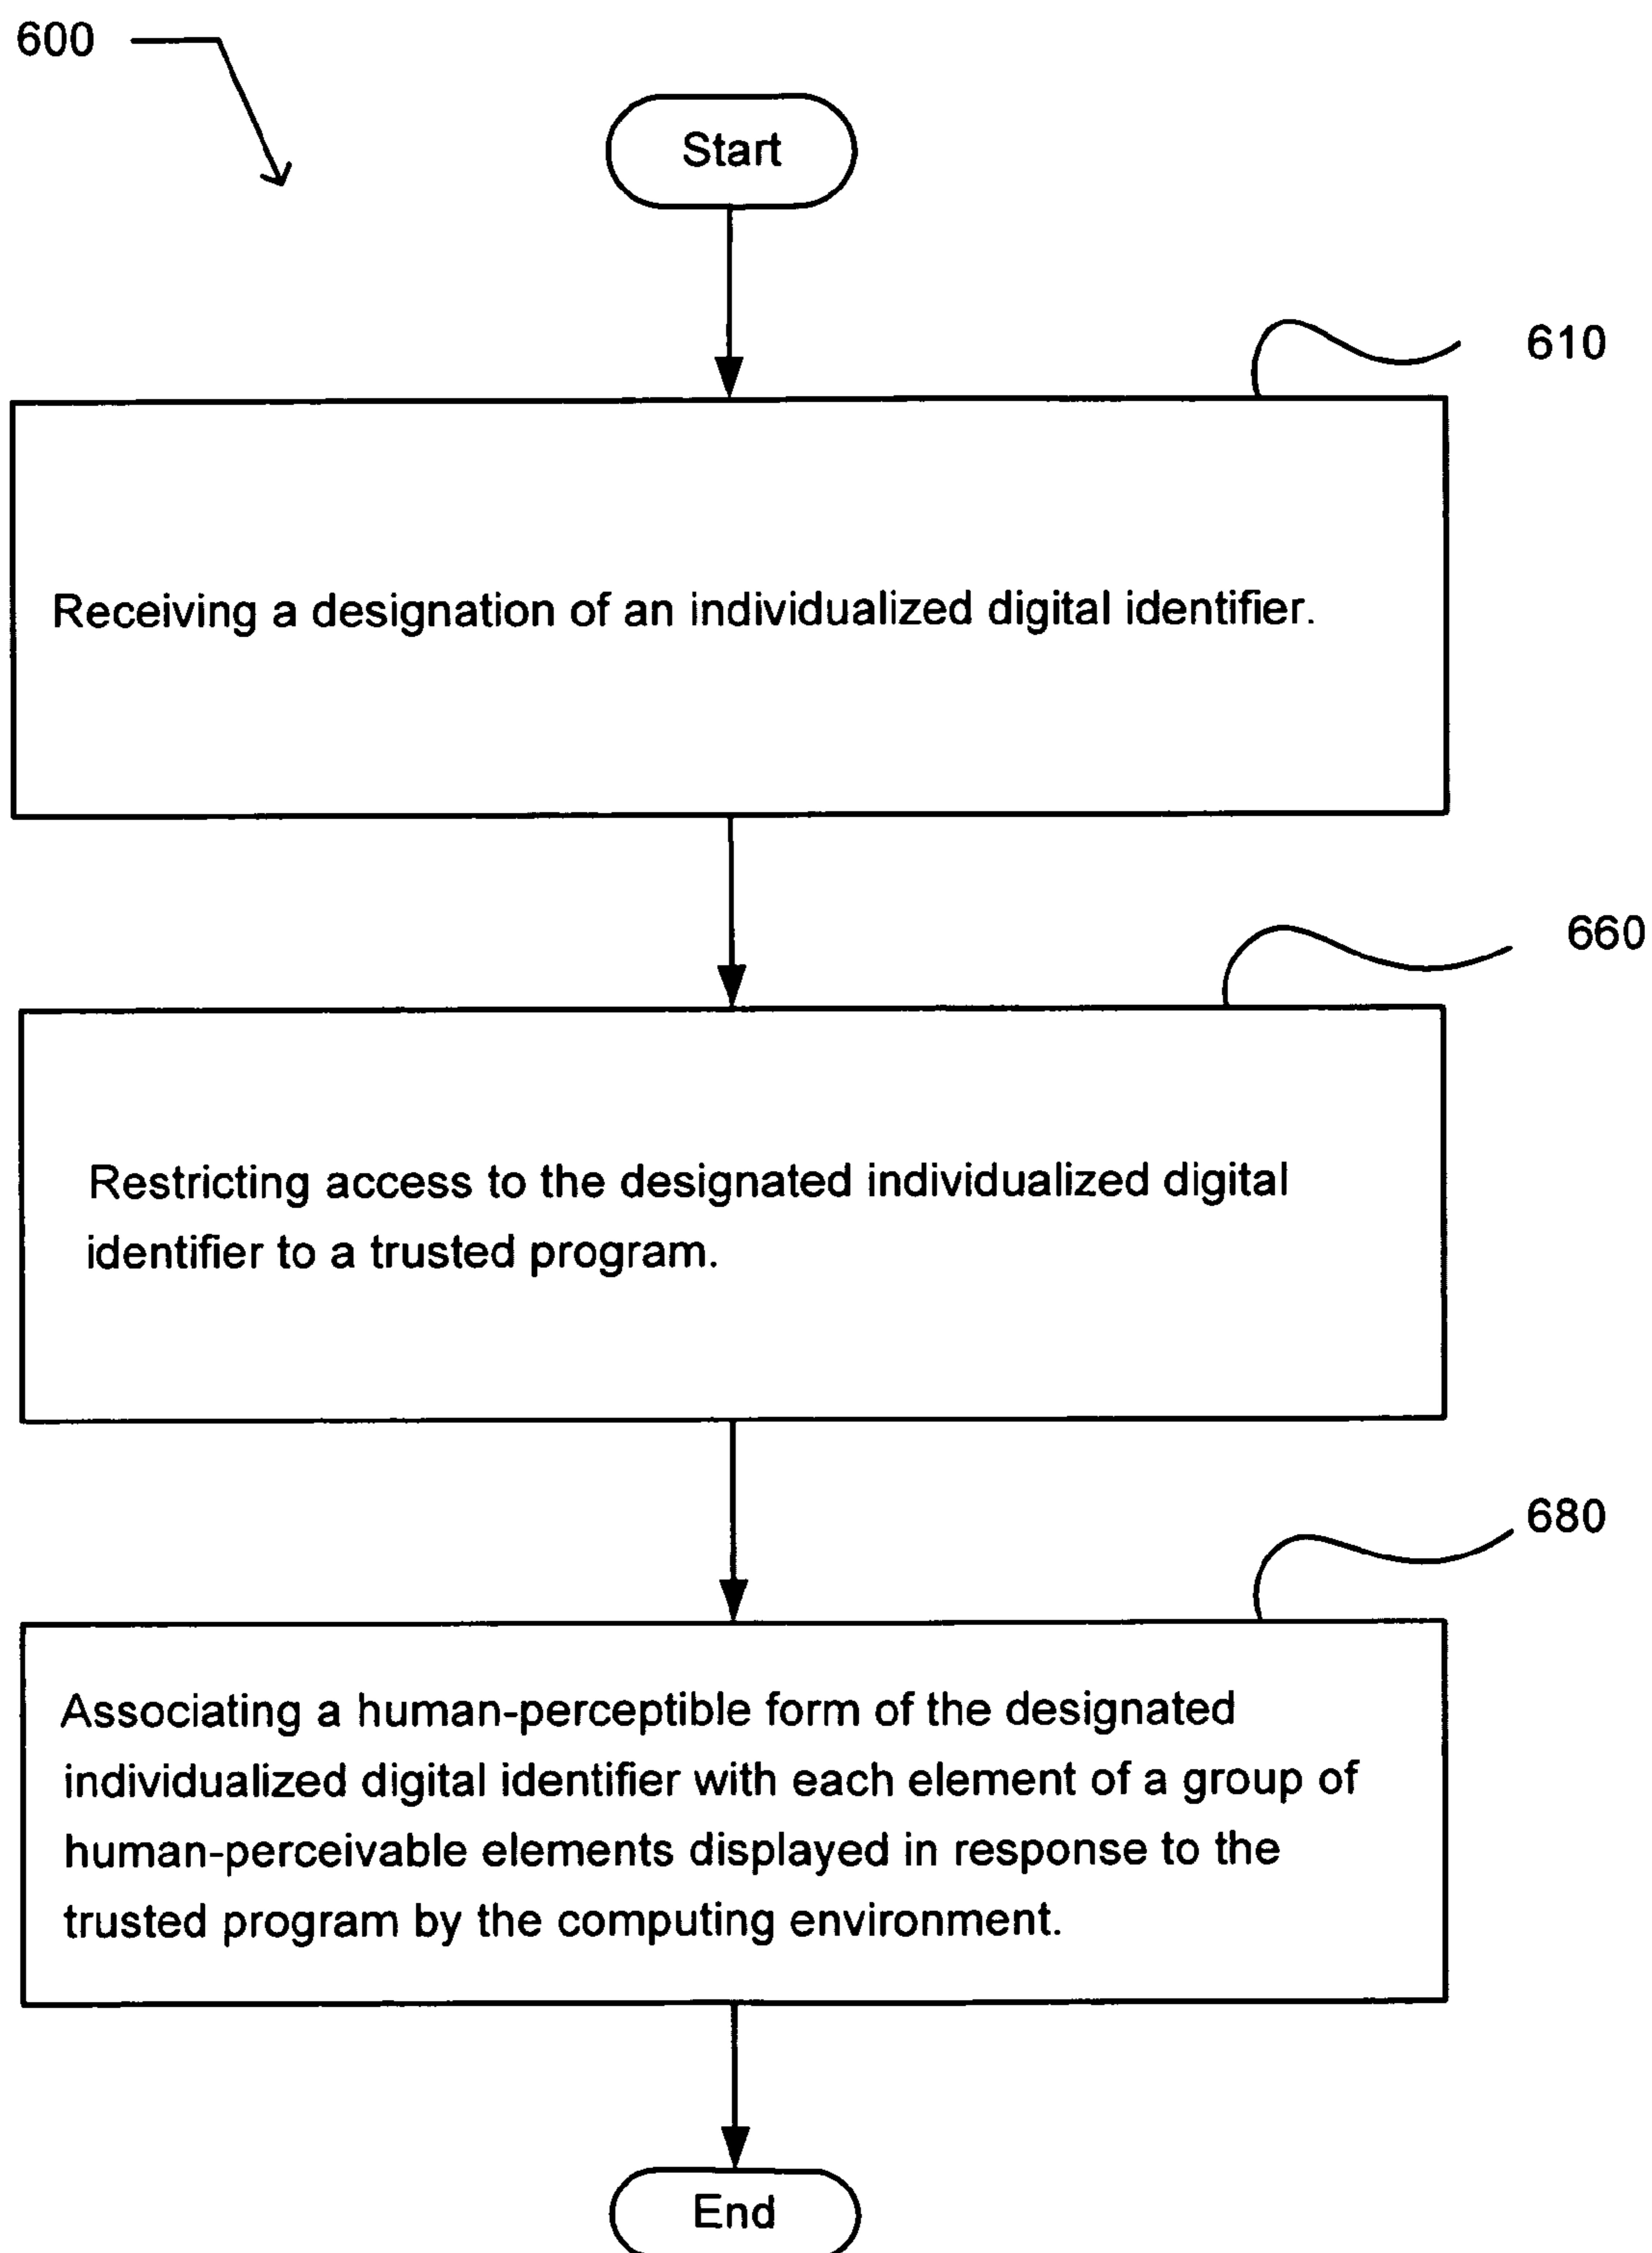 600
Start
610
Receiving a designation of an individualized digital identifier.
660
Restricting access to the designated individualized digital
identifier to a trusted program.
680
Associating a human-perceptible form of the designated
individualized digital identifier with each element of a group of
human-perceivable elements displayed in response to the
trusted program by the computing environment.
End